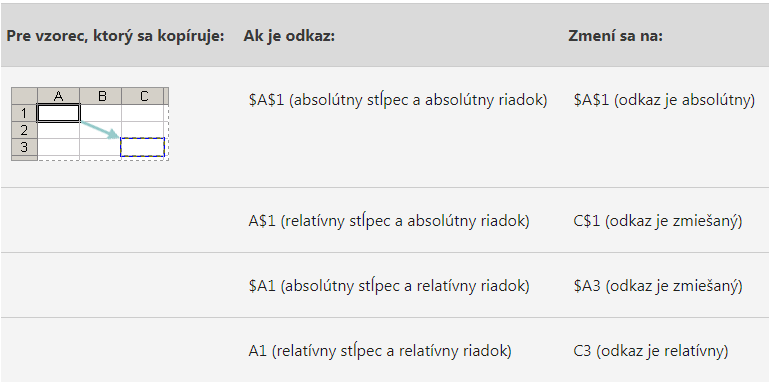 Pre vzorec, ktorý sa kopíruje: Ak je odkaz: Zmení sa na:
A B C
1
2
3
$A$1 (absolútny stĺpec a absolútny riadok) $A$1 (odkaz je absolútny)
A$1 (relatívny stĺpec a absolútny riadok) C$1 (odkaz je zmiešaný)
$A1 (absolútny stĺpec a relatívny riadok) $A3 (odkaz je zmiešaný)
A1 (relatívny stĺpec a relatívny riadok) C3 (odkaz je relatívny)